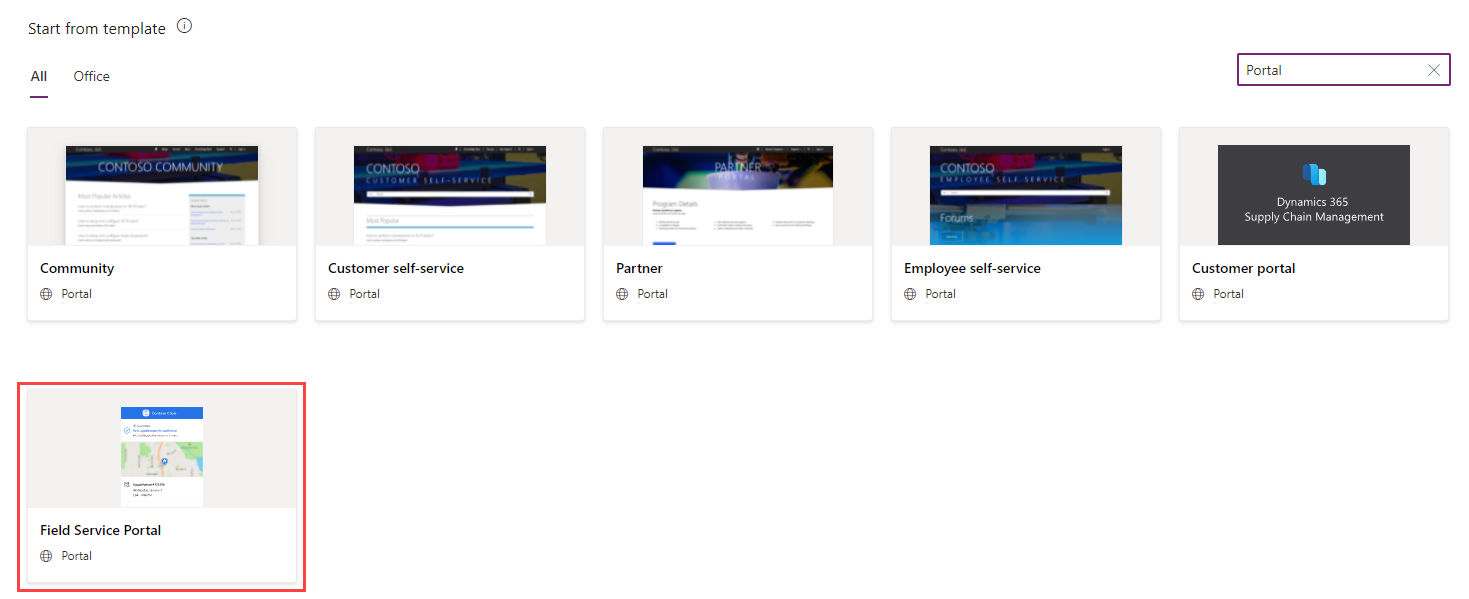 Start from template
All
Office
Portal
CONTOSO COMMUNITY
Most Popular Articles
CONTOSO
CUSTOMER SELF-SERVICE
Most Popular
PARTNER
PORTAL
Program Details
CONTOSO
EMPLOYEE SELF-SERVICE
Forums
Dynamics 365
Supply Chain Management
Community
Portal
Customer self-service
Portal
Partner
Portal
Employee self-service
Portal
Customer portal
Portal
Field Service Portal
Portal